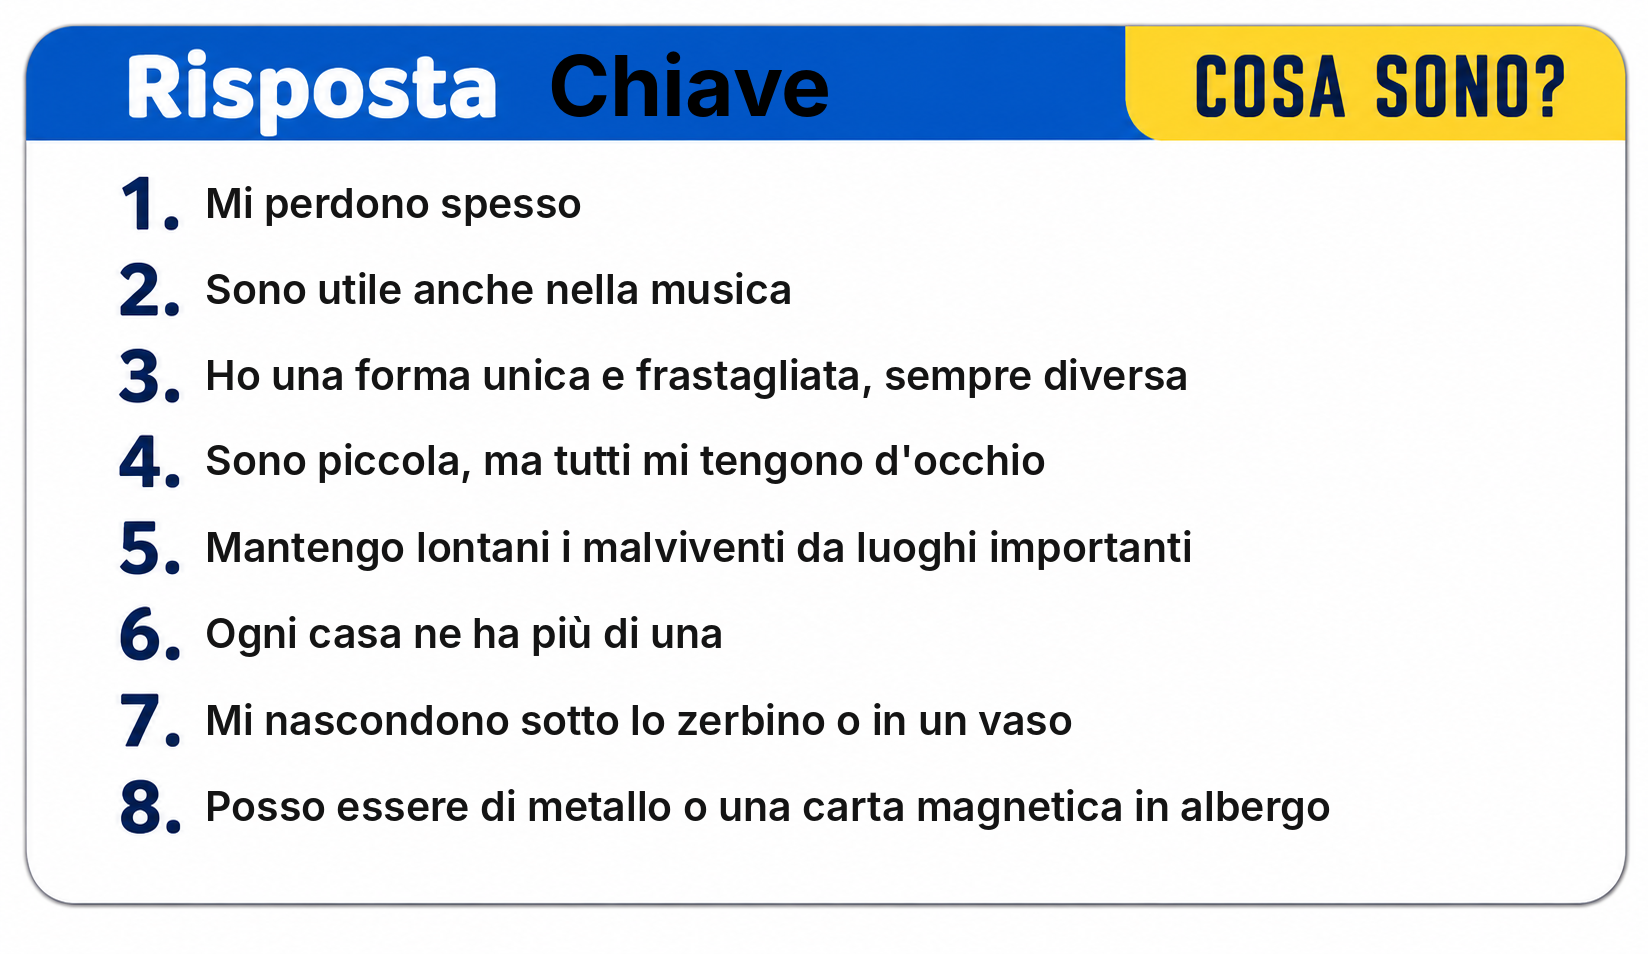 Risposta Chiave
COSA SONO?
1. Mi perdono spesso
2. Sono utile anche nella musica
3. Ho una forma unica e frastagliata, sempre diversa
4. Sono piccola, ma tutti mi tengono d'occhio
5. Mantengo lontani i malviventi da luoghi importanti
6. Ogni casa ne ha più di una
7. Mi nascondono sotto lo zerbino o in un vaso
8. Posso essere di metallo o una carta magnetica in albergo